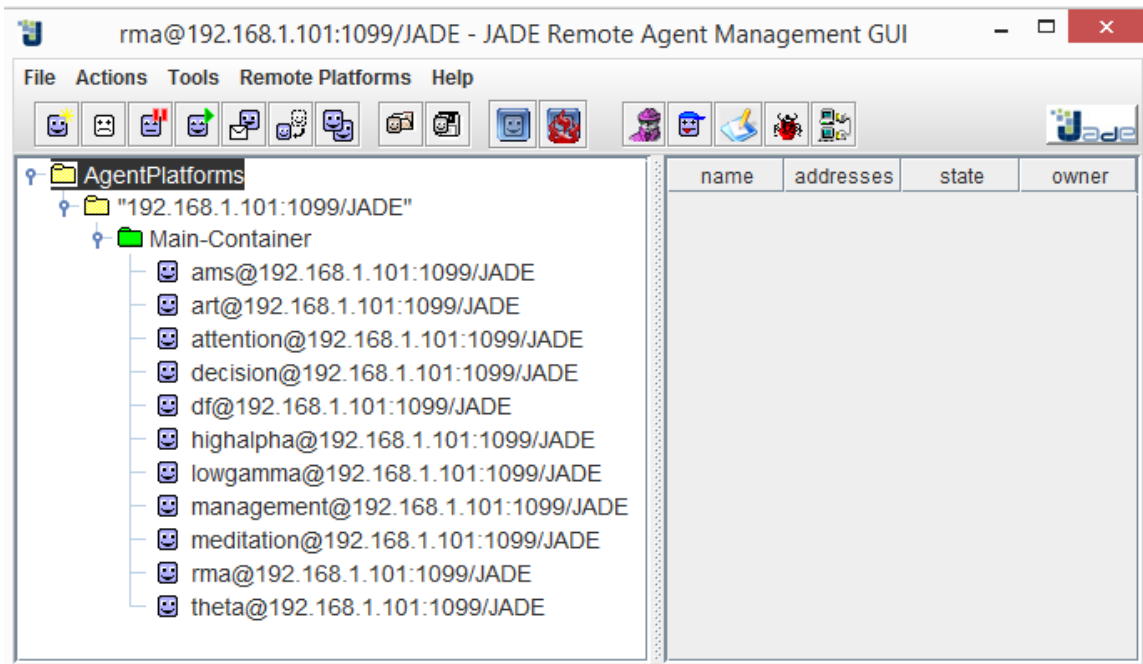 rma@192.168.1.101:1099/JADE - JADE Remote Agent Management GUI
File Actions Tools Remote Platforms Help
Jade
AgentPlatforms
"192.168.1.101:1099/JADE"
Main-Container
ams@192.168.1.101:1099/JADE
art@192.168.1.101:1099/JADE
attention@192.168.1.101:1099/JADE
decision@192.168.1.101:1099/JADE
df@192.168.1.101:1099/JADE
highalpha@192.168.1.101:1099/JADE
lowgamma@192.168.1.101:1099/JADE
management@192.168.1.101:1099/JADE
meditation@192.168.1.101:1099/JADE
rma@192.168.1.101:1099/JADE
theta@192.168.1.101:1099/JADE
name addresses state owner